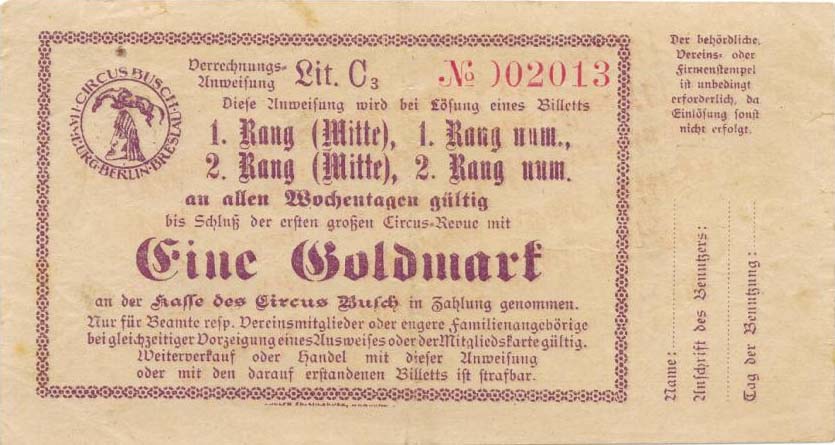 CIRCUS BUSCH
HAMBURG-BERLIN-BRESLAU
Verrechnungs-
Anweisung Lit. C3 № 002013
Diese Anweisung wird bei Lösung eines Billetts
1. Rang (Mitte), 1. Rang num.,
2. Rang (Mitte), 2. Rang num.
an allen Wochentagen gültig
bis Schluß der ersten großen Circus-Revue mit
Eine Goldmark
an der Kasse des Circus Busch in Zahlung genommen.
Nur für Beamte resp. Vereinsmitglieder oder engere Familienangehörige
bei gleichzeitiger Vorzeigung eines Ausweises oder der Mitgliedskarte gültig.
Weiterverkauf oder Handel mit dieser Anweisung
oder mit den darauf erstandenen Billetts ist strafbar.
Der behördliche,
Vereins- oder
Firmenstempel
ist unbedingt
erforderlich, da
Einlösung sonst
nicht erfolgt.
Name:
Anschrift des Benutzers:
Tag der Benutzung: